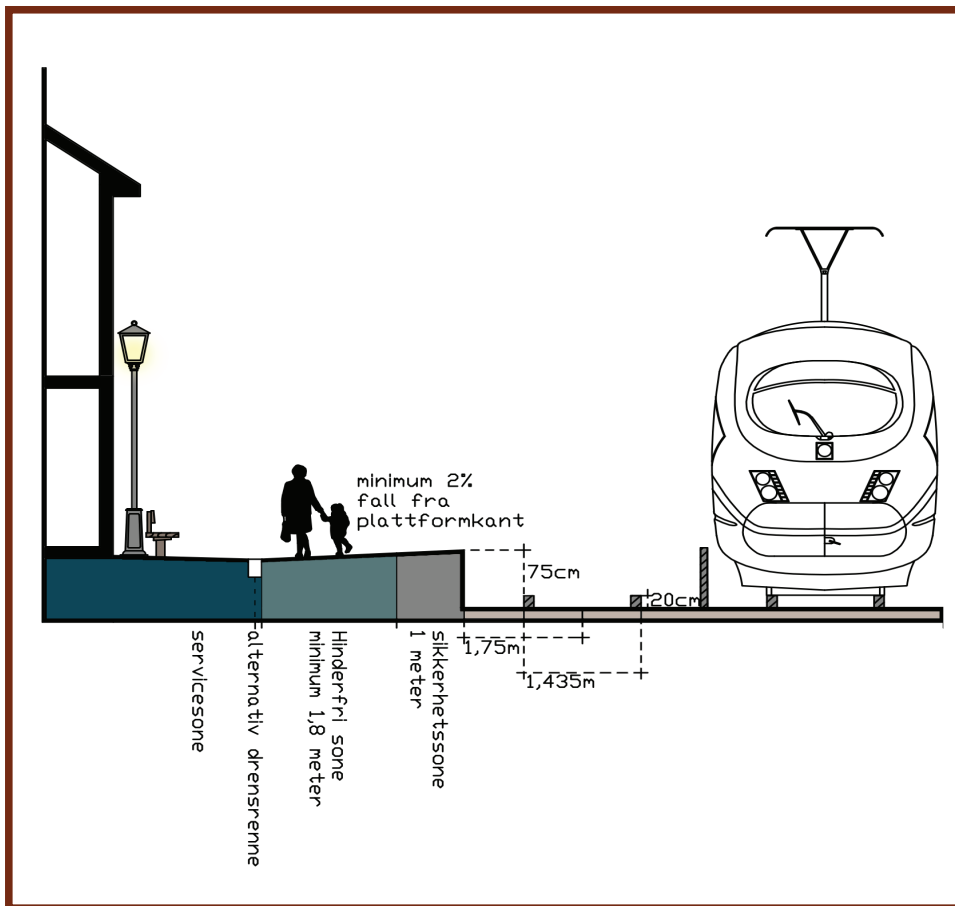 minimum 2%
fall fra
plattformkant
75cm
20cm
1,75m
1,435m
servicesone
alternativ drensrenne
Hinderfri sone
minimum 1,8 meter
sikkerhetssone
1 meter